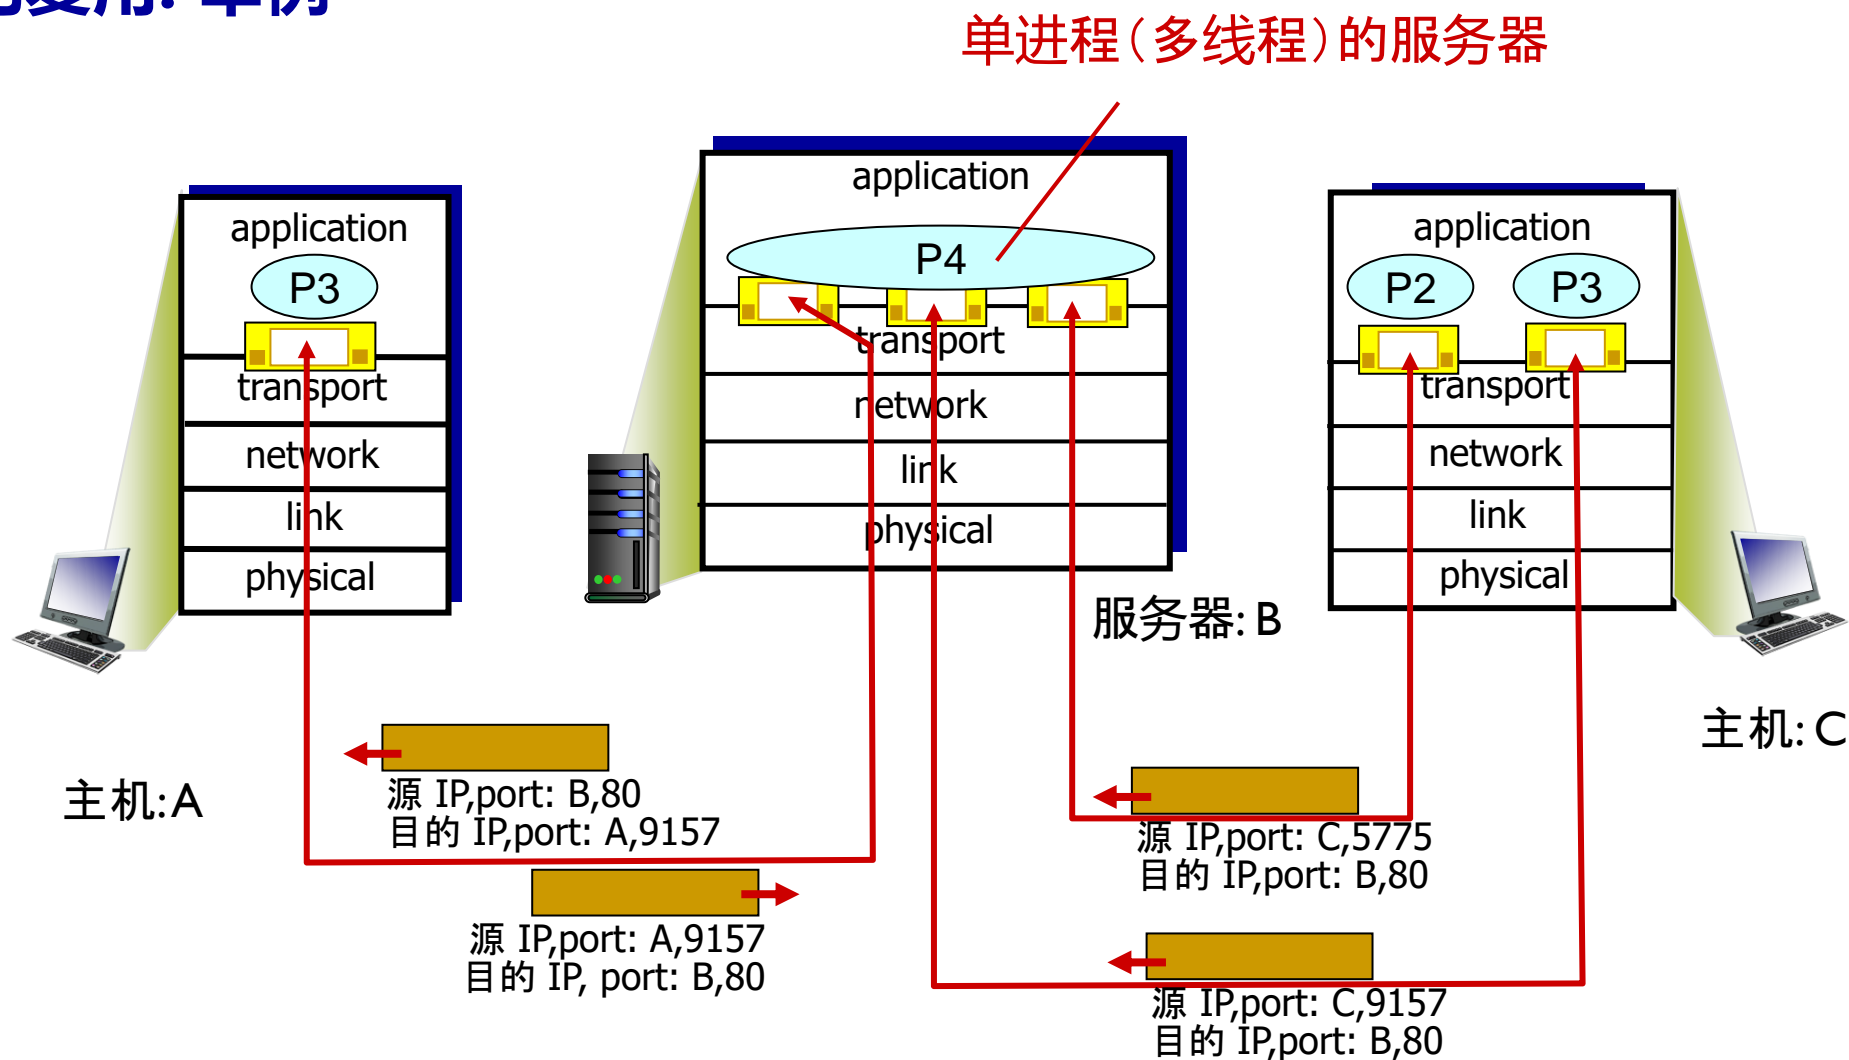 单进程(多线程)的服务器
application
P3
transport
network
link
physical
主机:A
application
P4
transport
network
link
physical
服务器: B
application
P2
P3
transport
network
link
physical
主机: C
源 IP,port: B,80
目的 IP,port: A,9157
源 IP,port: A,9157
目的 IP, port: B,80
源 IP,port: C,5775
目的 IP,port: B,80
源 IP,port: C,9157
目的 IP,port: B,80